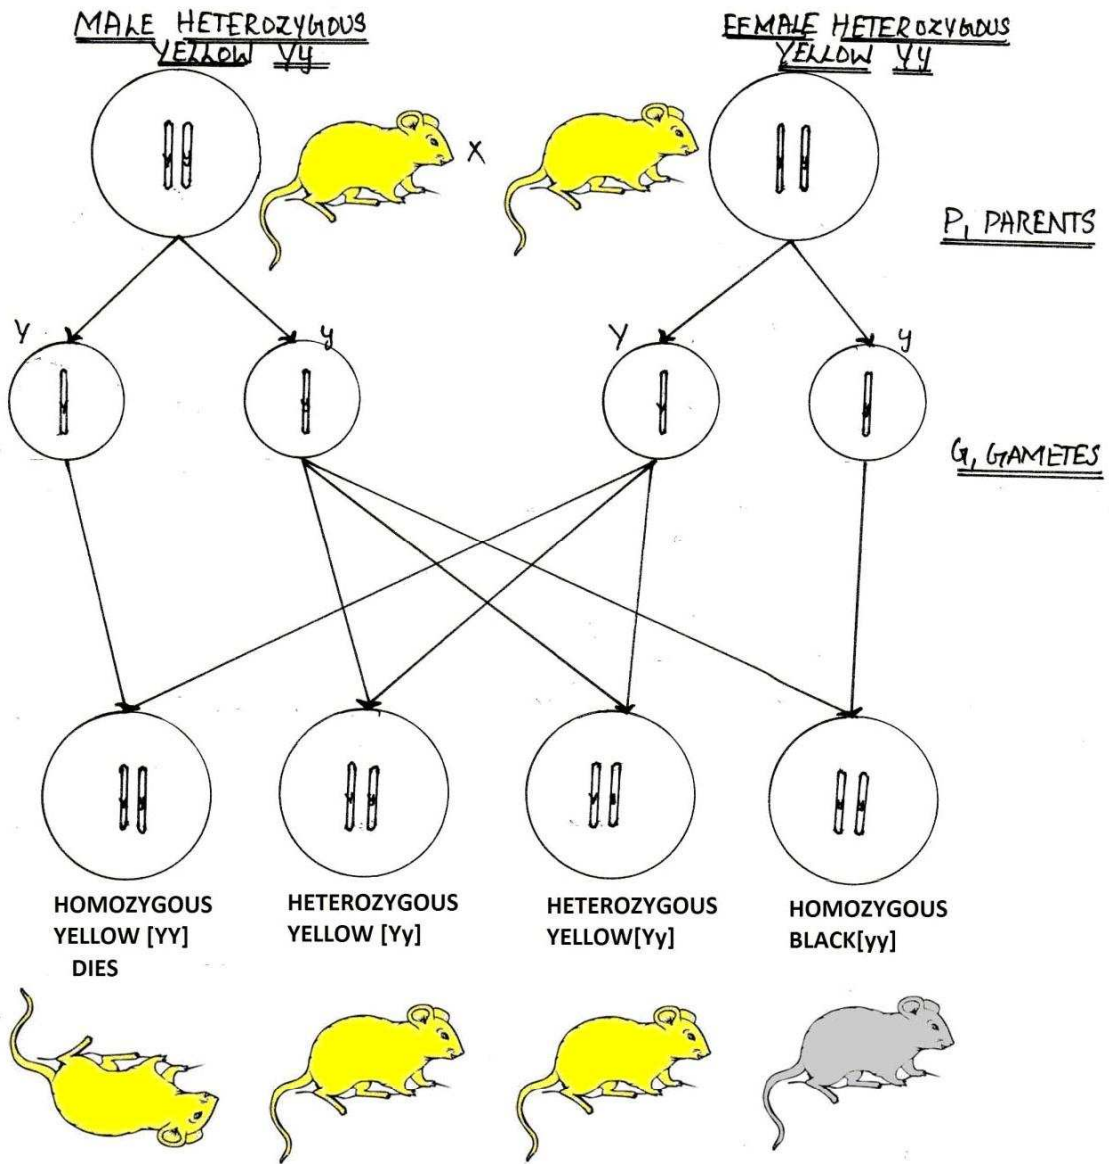 MALE HETEROZYGOUS
YELLOW Yy
FEMALE HETEROZYGOUS
YELLOW Yy
X
P, PARENTS
Y
y
Y
y
G, GAMETES
HOMOZYGOUS
YELLOW [YY]
DIES
HETEROZYGOUS
YELLOW [Yy]
HETEROZYGOUS
YELLOW[Yy]
HOMOZYGOUS
BLACK[yy]